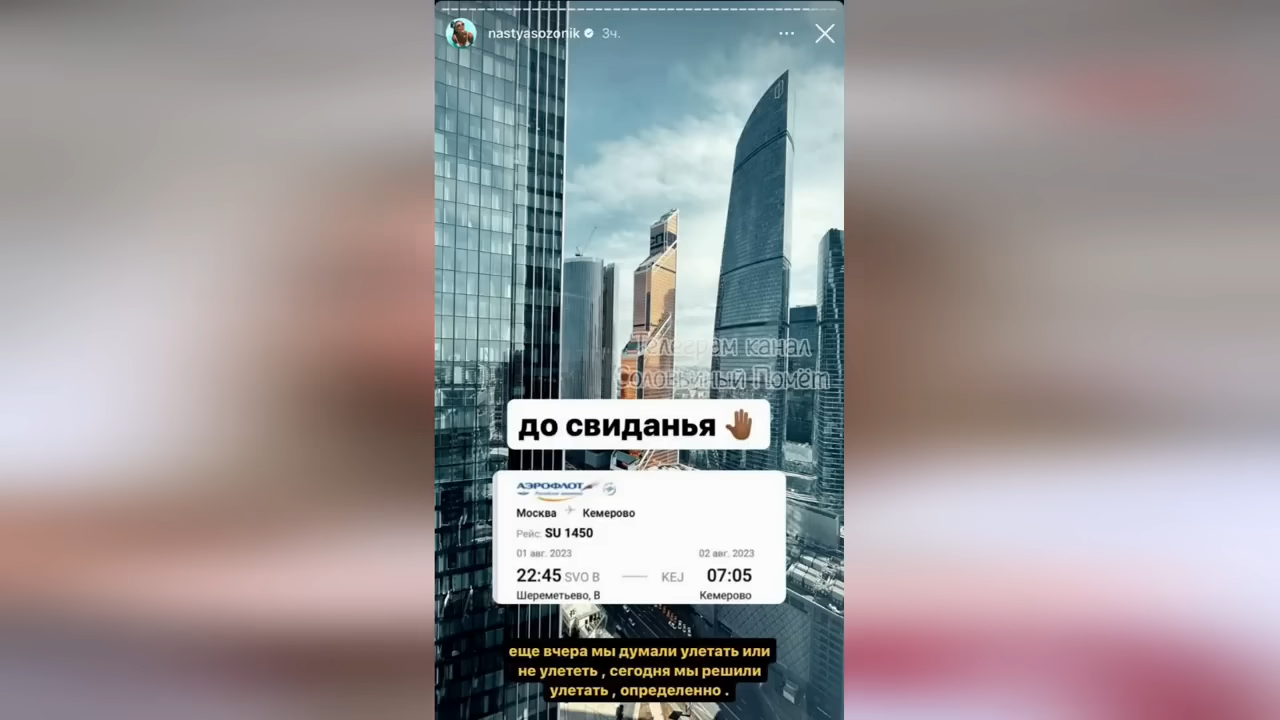 nastyasozonik 3ч.
Телеграм канал
Соловьиный Помёт
до свиданья
АЭРОФЛОТ
Российские авиалинии
Москва Кемерово
Рейс: SU 1450
01 авг. 2023 02 авг. 2023
22:45 SVO B KEJ 07:05
Шереметьево, B Кемерово
еще вчера мы думали улетать или
не улететь , сегодня мы решили
улетать , определенно .